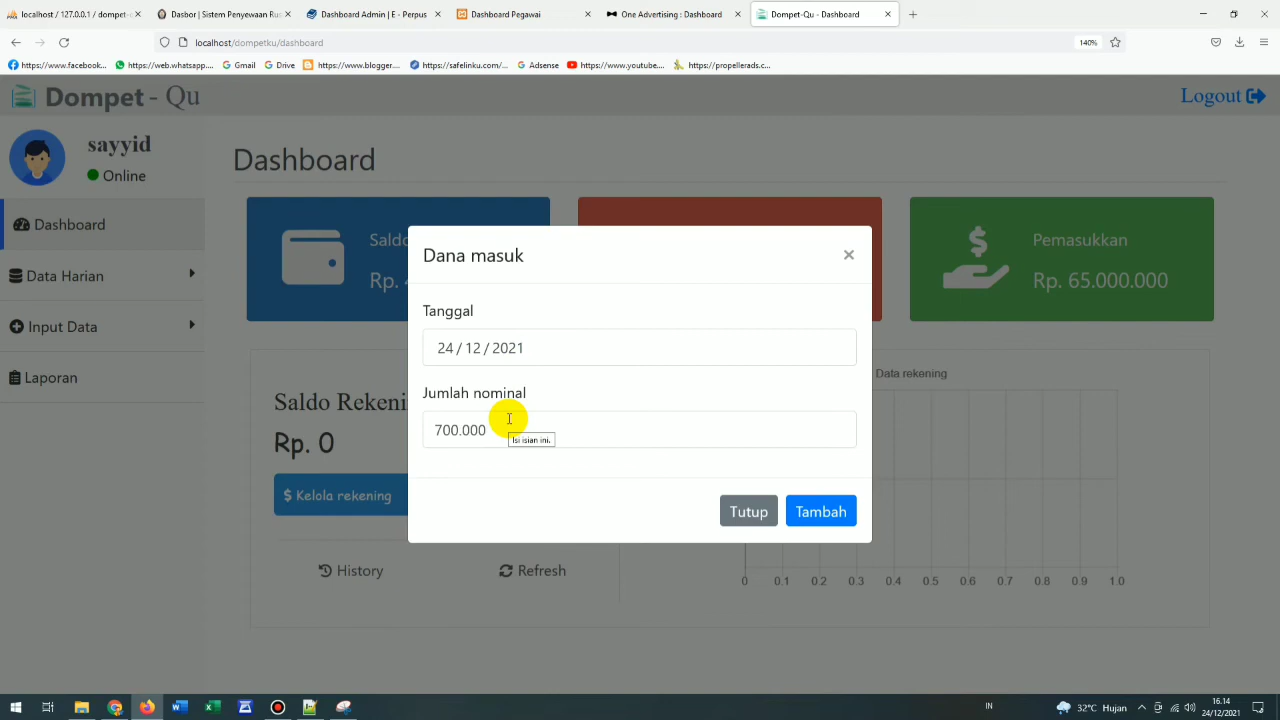 localhost / 127.0.0.1 / dompet-
Dasbor | Sistem Penyewaan Rus
Dashboard Admin | E - Perpus
Dashboard Pegawai
One Advertising : Dashboard
Dompet-Qu - Dashboard
localhost/dompetku/dashboard
140%
https://www.facebook...
https://web.whatsapp....
Gmail
Drive
https://www.blogger....
https://safelinku.com/...
Adsense
https://www.youtube....
https://propellerads.c...
Dompet - Qu
Logout
sayyid
Online
Dashboard
Data Harian
Input Data
Laporan
Dashboard
Saldo
Rp.
Pemasukkan
Rp. 65.000.000
Dana masuk
×
Tanggal
24 / 12 / 2021
Jumlah nominal
700.000
Isi isian ini.
Tutup
Tambah
Saldo Rekeni
Rp. 0
$ Kelola rekening
History
Refresh
Data rekening
0 0.1 0.2 0.3 0.4 0.5 0.6 0.7 0.8 0.9 1.0
IN
32°C Hujan
16.14
24/12/2021